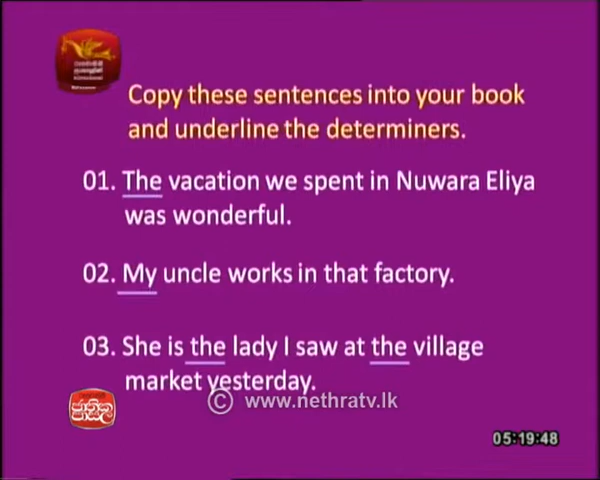 Copy these sentences into your book
and underline the determiners.
01. The vacation we spent in Nuwara Eliya
was wonderful.
02. My uncle works in that factory.
03. She is the lady I saw at the village
market yesterday.
© www.nethratv.lk
05:19:48